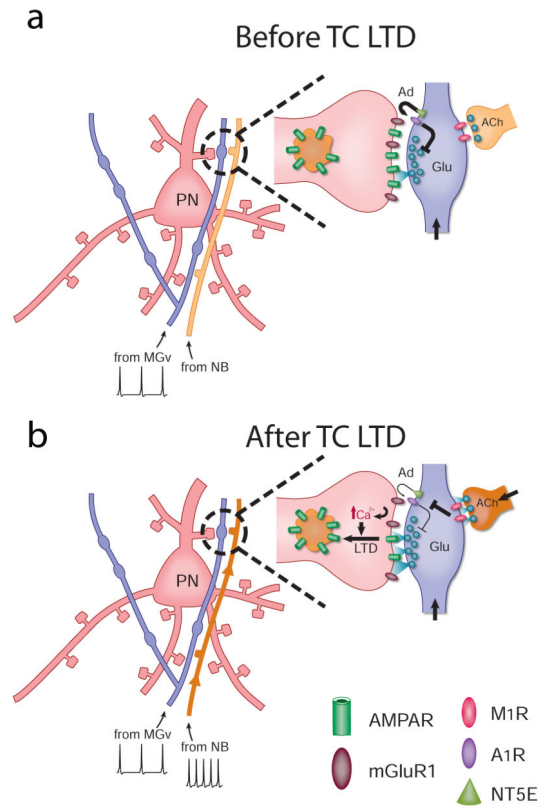 a
Before TC LTD
Ad
ACh
Glu
PN
from MGv
from NB
b
After TC LTD
Ad
ACh
Ca²⁺
Glu
LTD
PN
from MGv
from NB
AMPAR
M1R
mGluR1
A1R
NT5E